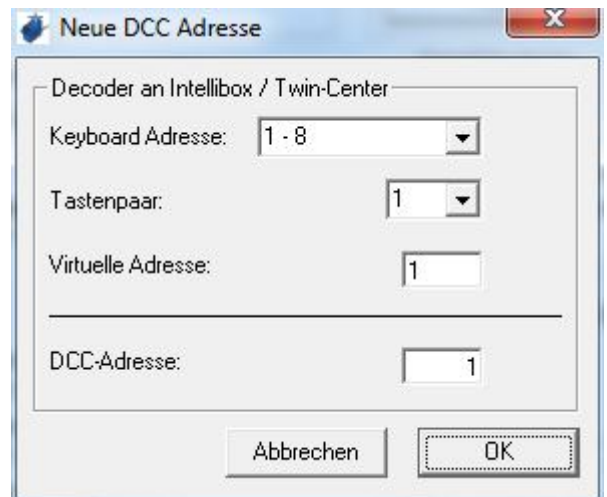 Neue DCC Adresse
Decoder an Intellibox / Twin-Center
Keyboard Adresse: 1 - 8
Tastenpaar: 1
Virtuelle Adresse: 1
DCC-Adresse: 1
Abbrechen OK